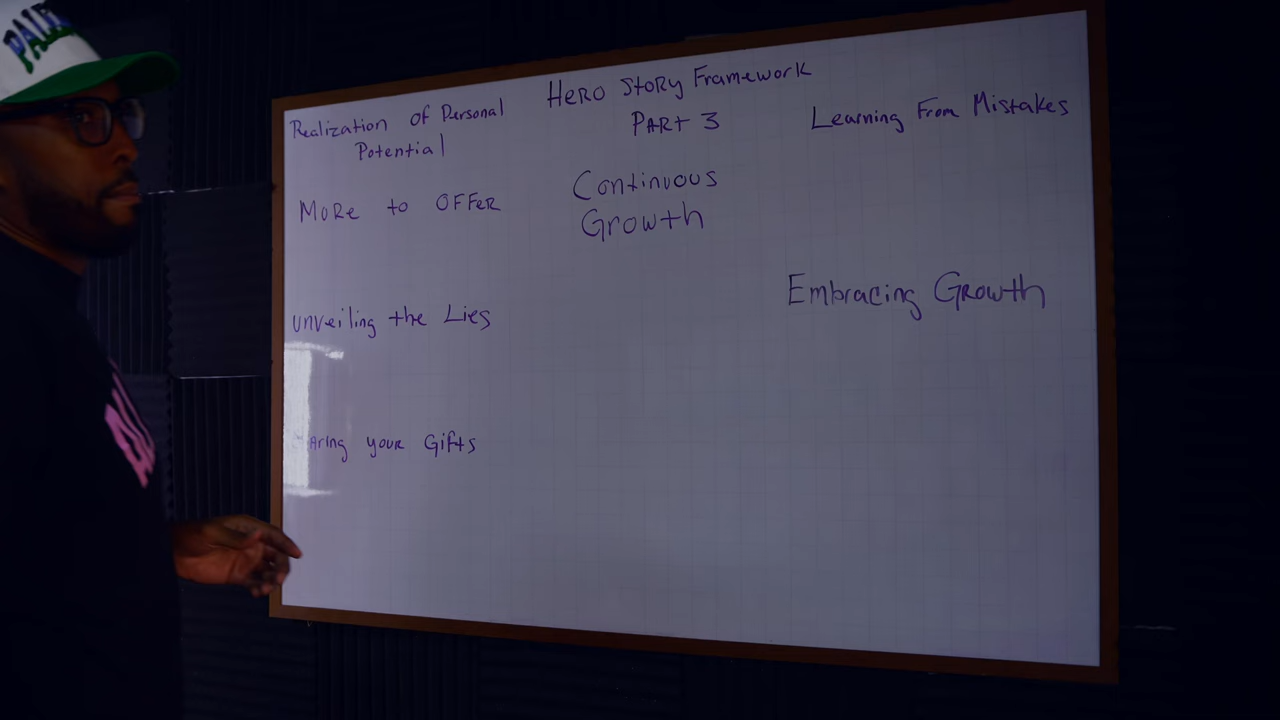 Hero Story Framework
Part 3
Realization of Personal
Potential
More to Offer
Unveiling the Lies
aring your Gifts
Continuous
Growth
Learning From Mistakes
Embracing Growth